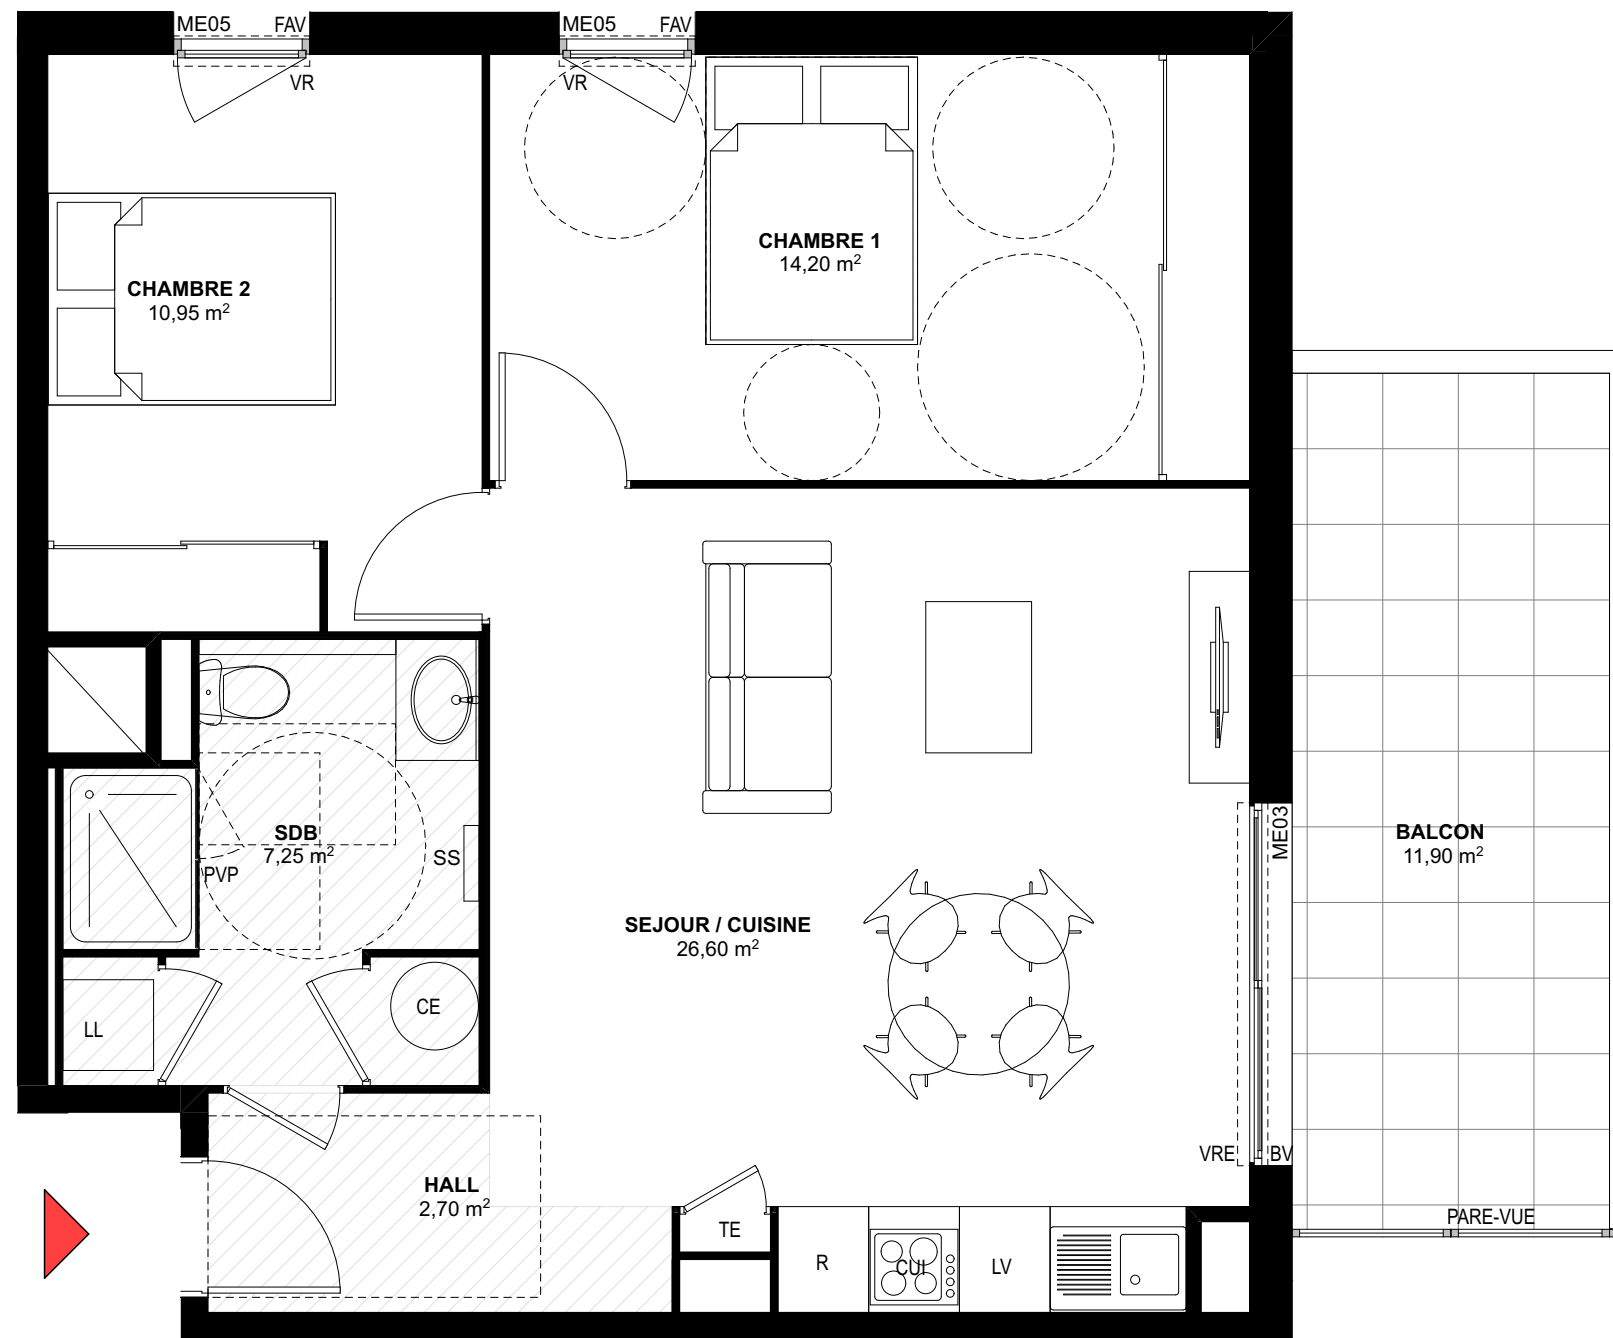 ME05 FAV
VR
ME05 FAV
VR
CHAMBRE 1
14,20 m²
CHAMBRE 2
10,95 m²
SDB
7,25 m²
PVP
SS
ME03
BALCON
11,90 m²
SEJOUR / CUISINE
26,60 m²
LL
CE
VRE
BV
HALL
2,70 m²
PARE-VUE
TE
R
CUI
LV